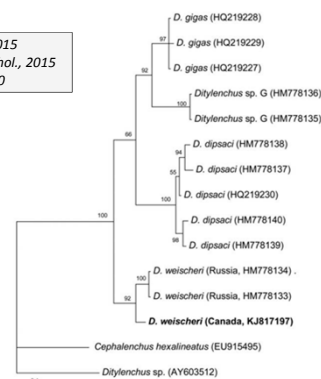 015
nol., 2015
0
D. gigas (HQ219228)
97
D. gigas (HQ219229)
92
D. gigas (HQ219227)
Ditylenchus sp. G (HM778136)
100
Ditylenchus sp. G (HM778135)
66
D. dipsaci (HM778138)
94
D. dipsaci (HM778137)
55
D. dipsaci (HQ219230)
100
D. dipsaci (HM778140)
98
D. dipsaci (HM778139)
100
D. weischeri (Russia, HM778134) .
D. weischeri (Russia, HM778133)
92
D. weischeri (Canada, KJ817197)
Cephalenchus hexalineatus (EU915495)
Ditylenchus sp. (AY603512)